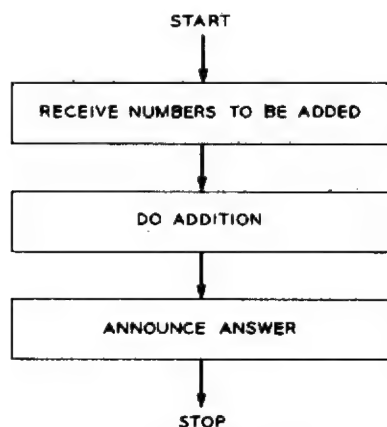 START
RECEIVE NUMBERS TO BE ADDED
DO ADDITION
ANNOUNCE ANSWER
STOP